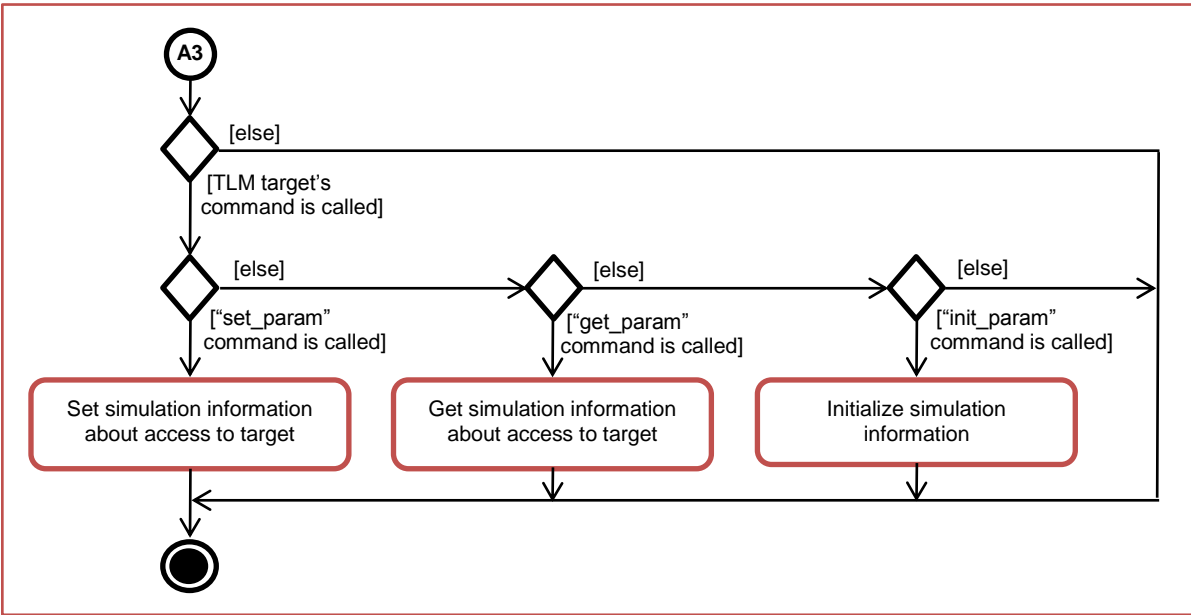 A3
[else]
[TLM target’s
command is called]
[else]
[else]
[else]
[“set_param”
command is called]
[“get_param”
command is called]
[“init_param”
command is called]
Set simulation information
about access to target
Get simulation information
about access to target
Initialize simulation
information